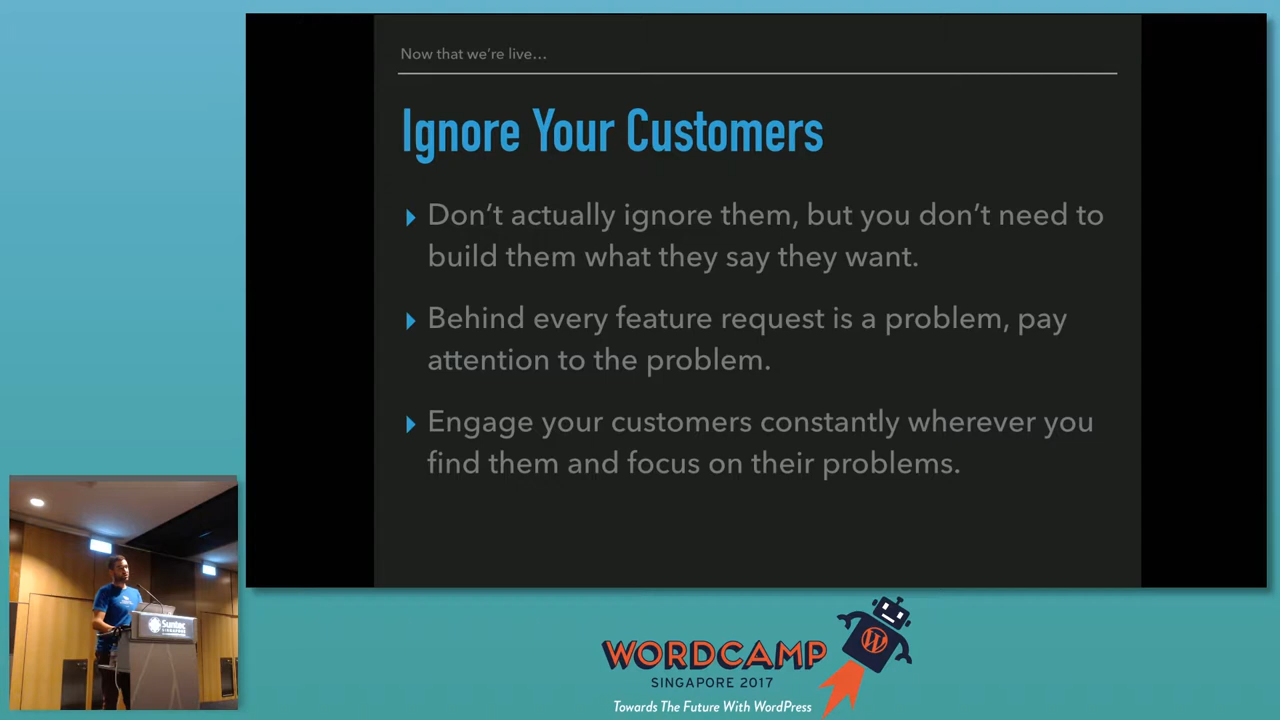 Now that we're live...
Ignore Your Customers
Don't actually ignore them, but you don't need to
build them what they say they want.
Behind every feature request is a problem, pay
attention to the problem.
Engage your customers constantly wherever you
find them and focus on their problems.
Suntec
SINGAPORE
WORDCAMP
SINGAPORE 2017
Towards The Future With WordPress